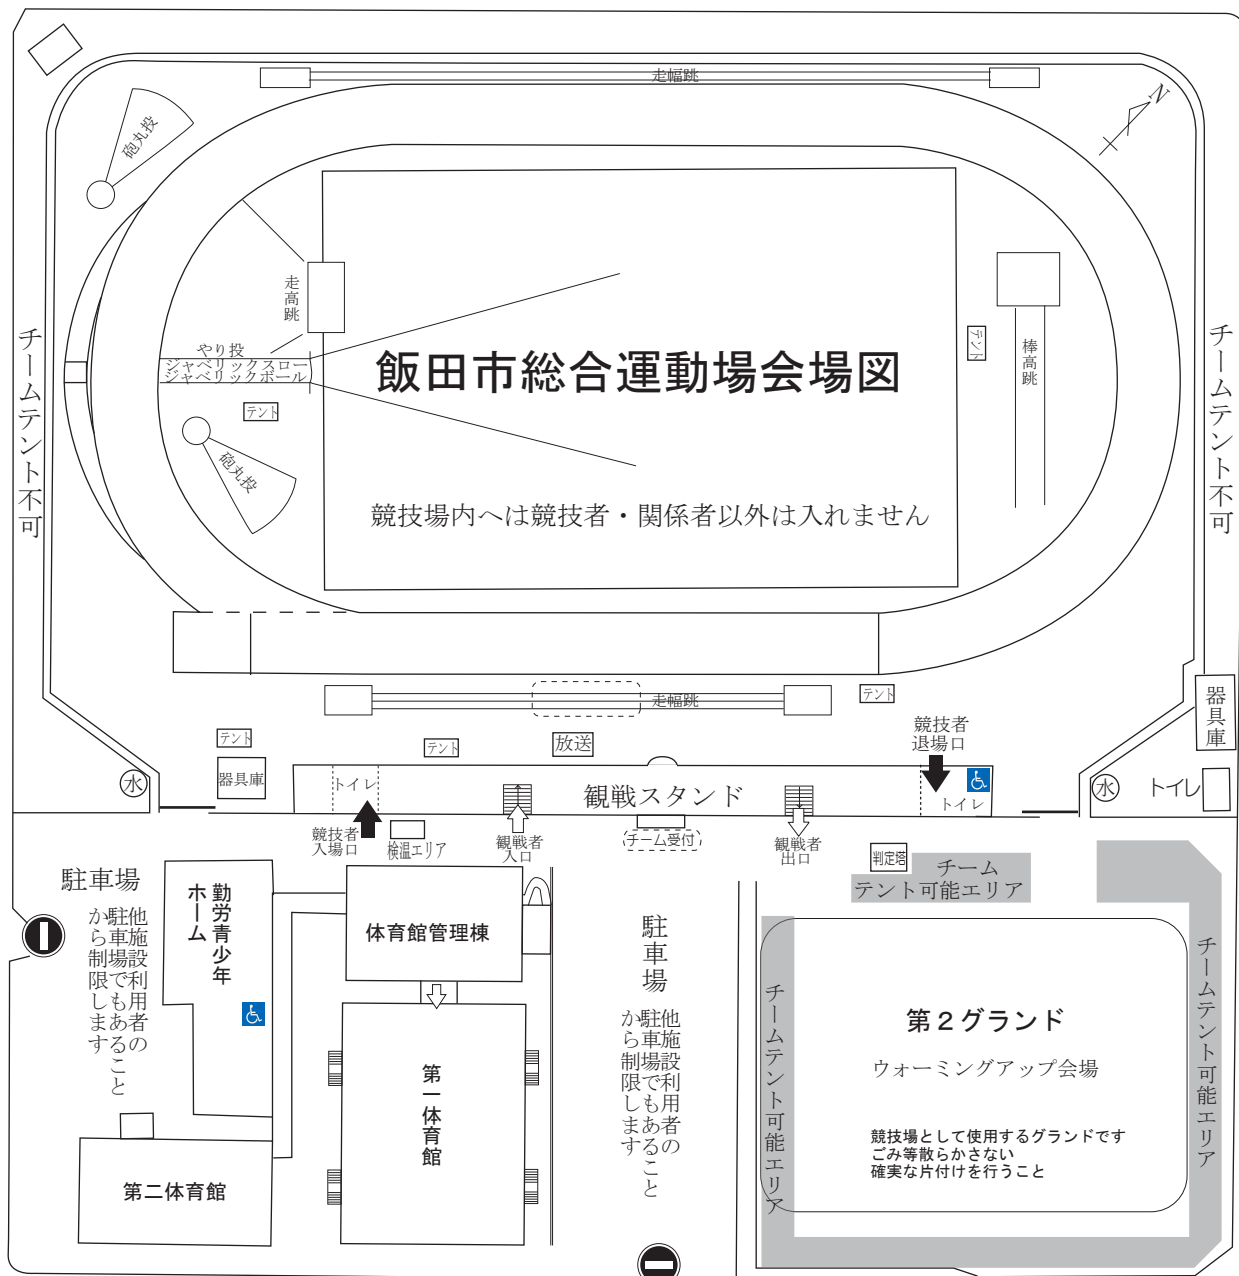 走幅跳
N
砲丸投
走高跳
やり投
ジャベリックスロー
ジャベリックボール
テント
砲丸投
飯田市総合運動場会場図
競技場内へは競技者・関係者以外は入れません
テント
棒高跳
チームテント不可
チームテント不可
走幅跳
テント
テント
テント
放送
競技者
退場口
器具庫
器具庫
水
トイレ
観戦スタンド
トイレ
水
トイレ
競技者
入場口
検温エリア
観戦者
入口
チーム受付
観戦者
出口
判定塔
チーム
テント可能エリア
駐車場
他施設利用者の
駐車場でもあること
から制限します
勤労青少年
ホーム
体育館管理棟
第一体育館
第二体育館
駐車場
他施設利用者の
駐車場でもあること
から制限します
チームテント可能エリア
第2グランド
ウォーミングアップ会場
競技場として使用するグランドです
ごみ等散らかさない
確実な片付けを行うこと
チームテント可能エリア